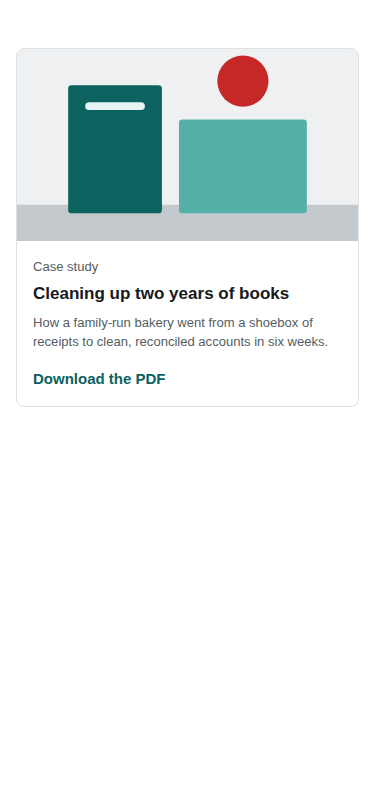 Case study
Cleaning up two years of books
How a family-run bakery went from a shoebox of
receipts to clean, reconciled accounts in six weeks.
Download the PDF